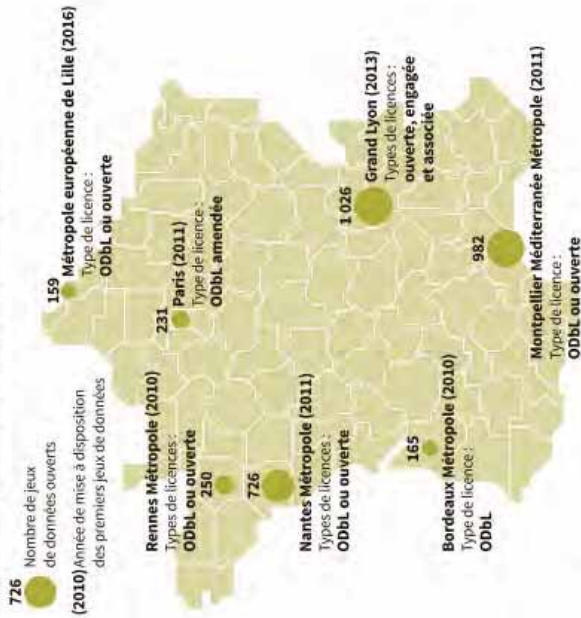 726
Nombre de jeux
de données ouverts
(2010) Année de mise à disposition
des premiers jeux de données
159
Métropole européenne de Lille (2016)
Type de licence :
ODbL ou ouverte
231
Paris (2011)
Type de licence :
ODbL amendée
Rennes Métropole (2010)
Types de licences :
ODbL ou ouverte
250
726
Nantes Métropole (2011)
Types de licences :
ODbL ou ouverte
1 026
Grand Lyon (2013)
Types de licences :
ouverte, engagée
et associée
165
Bordeaux Métropole (2010)
Type de licence :
ODbL
982
Montpellier Méditerranée Métropole (2011)
Type de licence :
ODbL ou ouverte